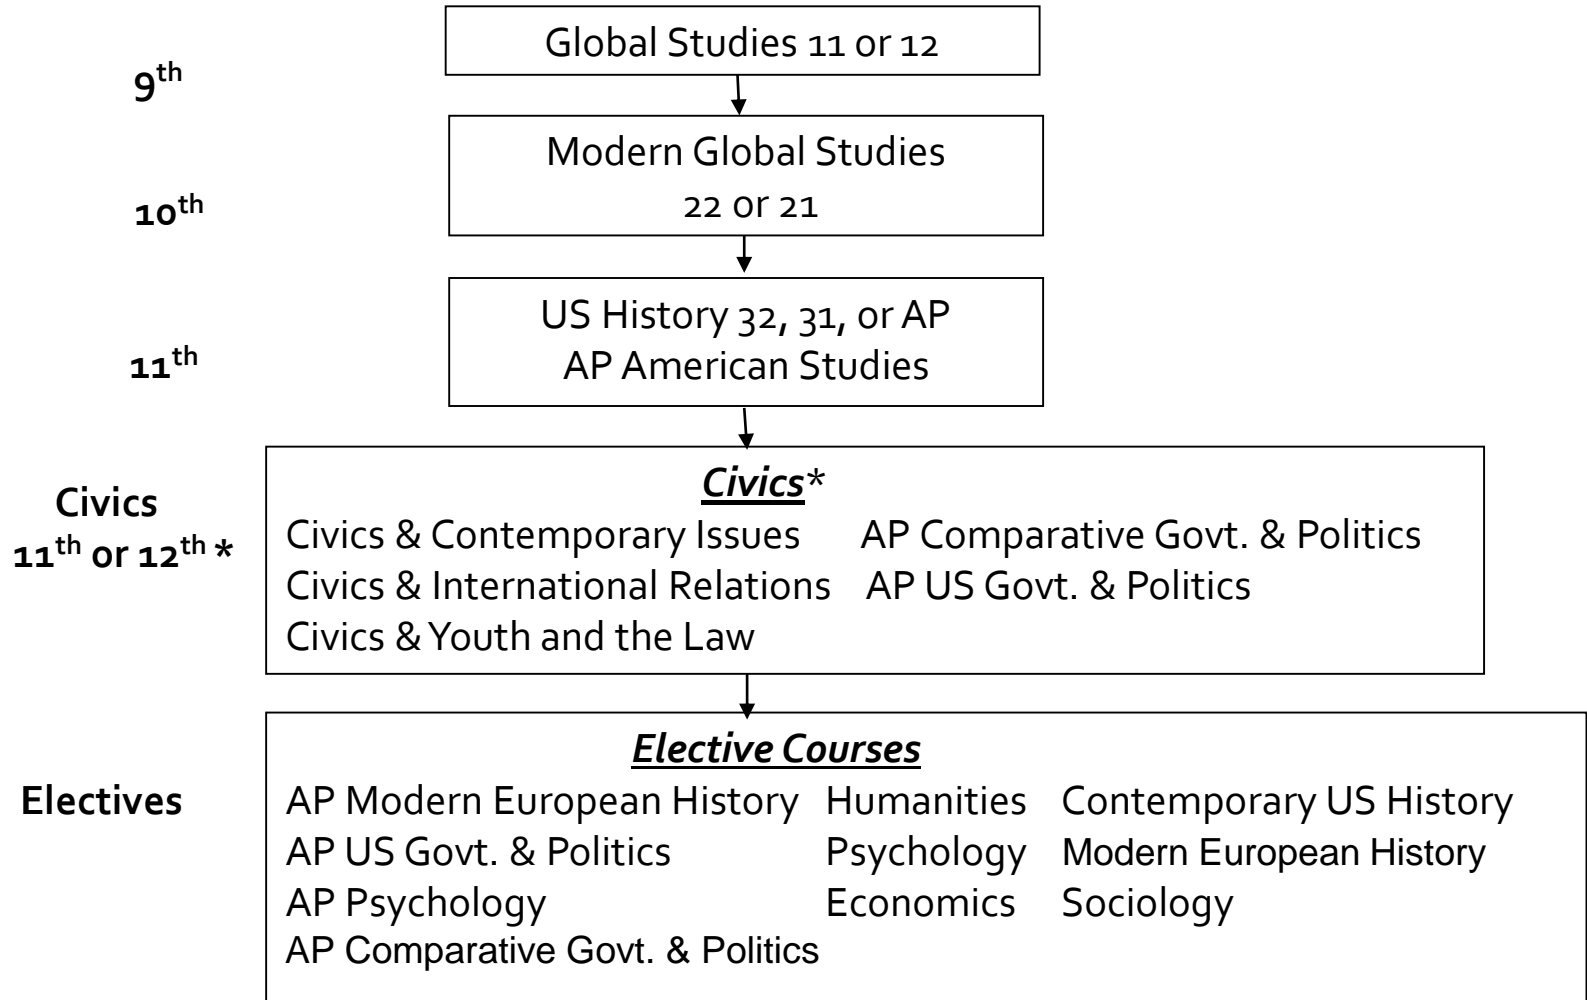 Global Studies 11 or 12
9th
Modern Global Studies
22 or 21
10th
US History 32, 31, or AP
AP American Studies
11th
Civics*
Civics
11th or 12th *
Civics & Contemporary Issues AP Comparative Govt. & Politics
Civics & International Relations AP US Govt. & Politics
Civics & Youth and the Law
Elective Courses
Electives
AP Modern European History Humanities Contemporary US History
AP US Govt. & Politics Psychology Modern European History
AP Psychology Economics Sociology
AP Comparative Govt. & Politics